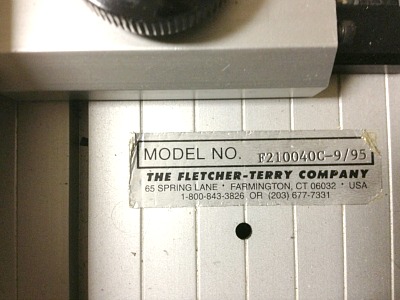 MODEL NO. F210040C-9/95
THE FLETCHER-TERRY COMPANY
65 SPRING LANE • FARMINGTON, CT 06032 • USA
1-800-843-3826 OR (203) 677-7331